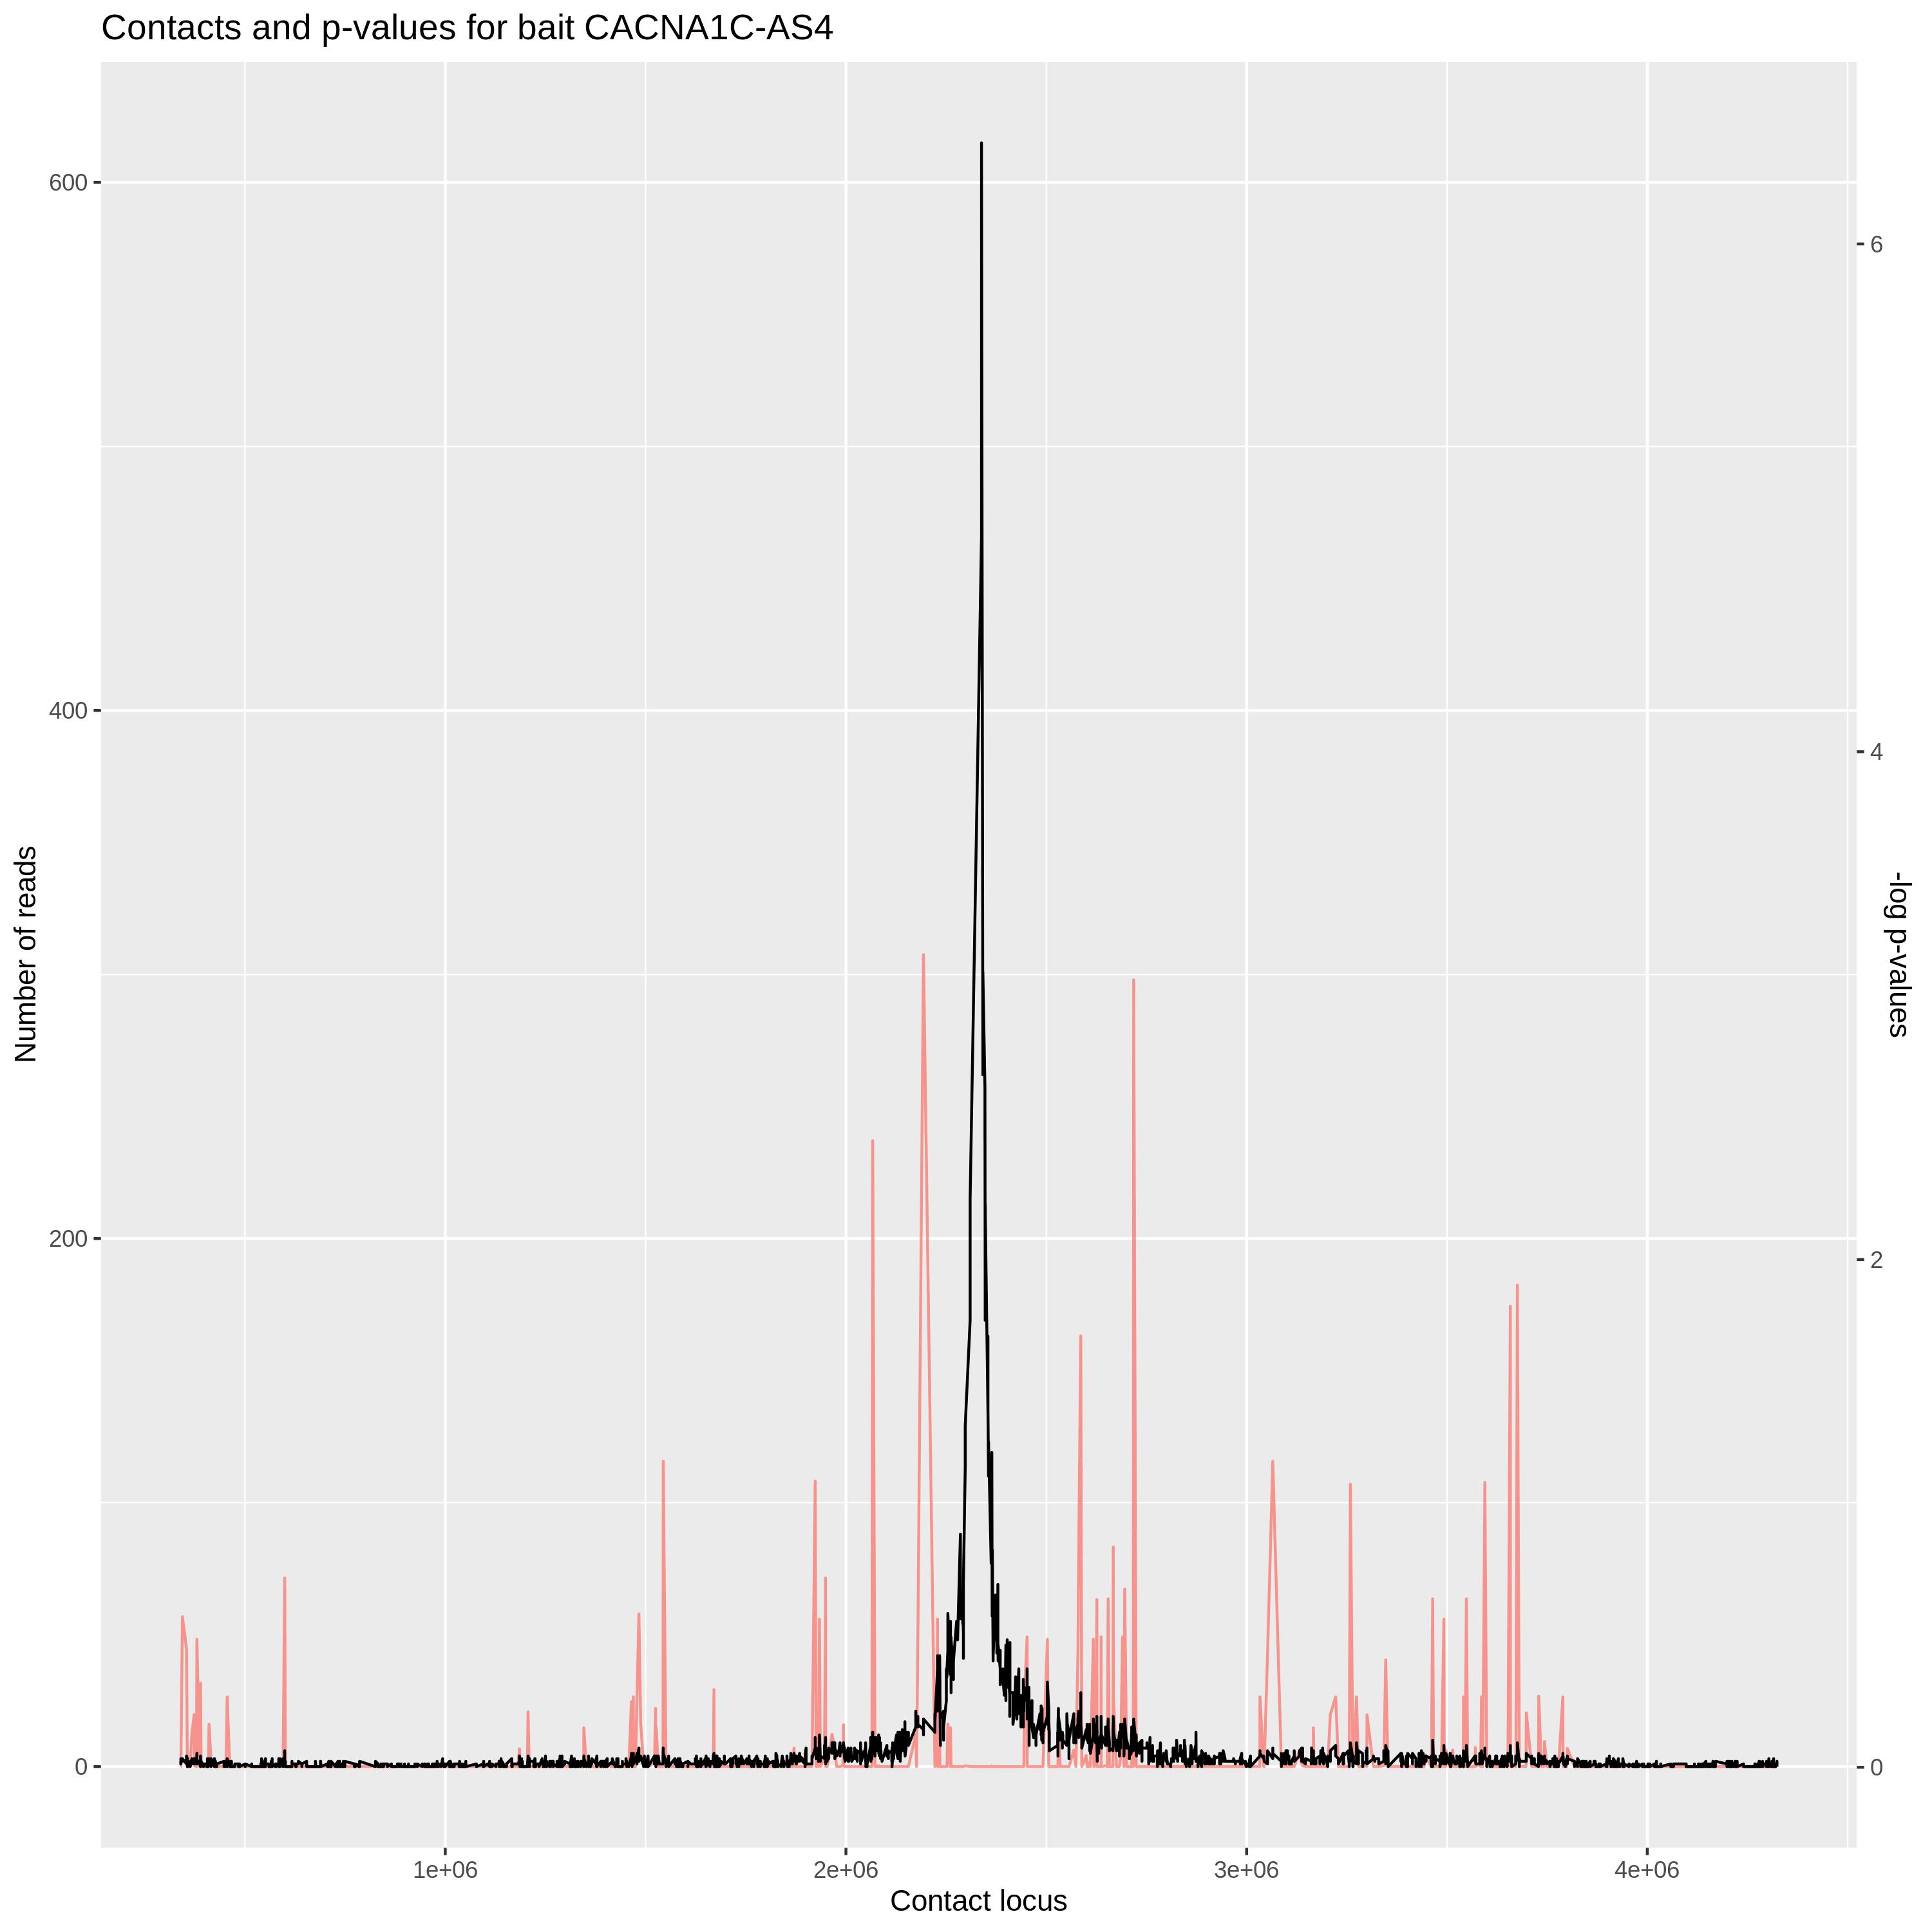 Contacts and p-values for bait CACNA1C-AS4
600
400
200
0
Number of reads
6
4
2
0
-log p-values
1e+06
2e+06
3e+06
4e+06
Contact locus